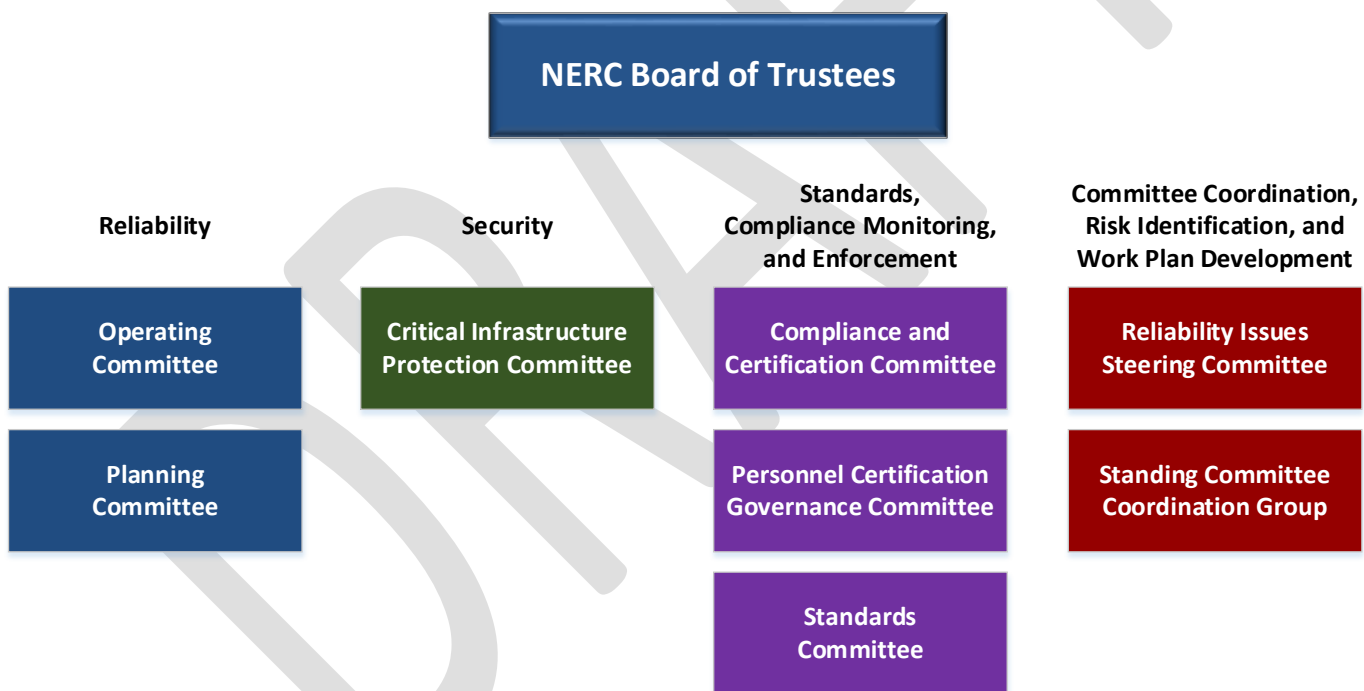 NERC Board of Trustees
Reliability
Operating
Committee
Planning
Committee
Security
Critical Infrastructure
Protection Committee
Standards,
Compliance Monitoring,
and Enforcement
Compliance and
Certification Committee
Personnel Certification
Governance Committee
Standards
Committee
Committee Coordination,
Risk Identification, and
Work Plan Development
Reliability Issues
Steering Committee
Standing Committee
Coordination Group
DRAFT